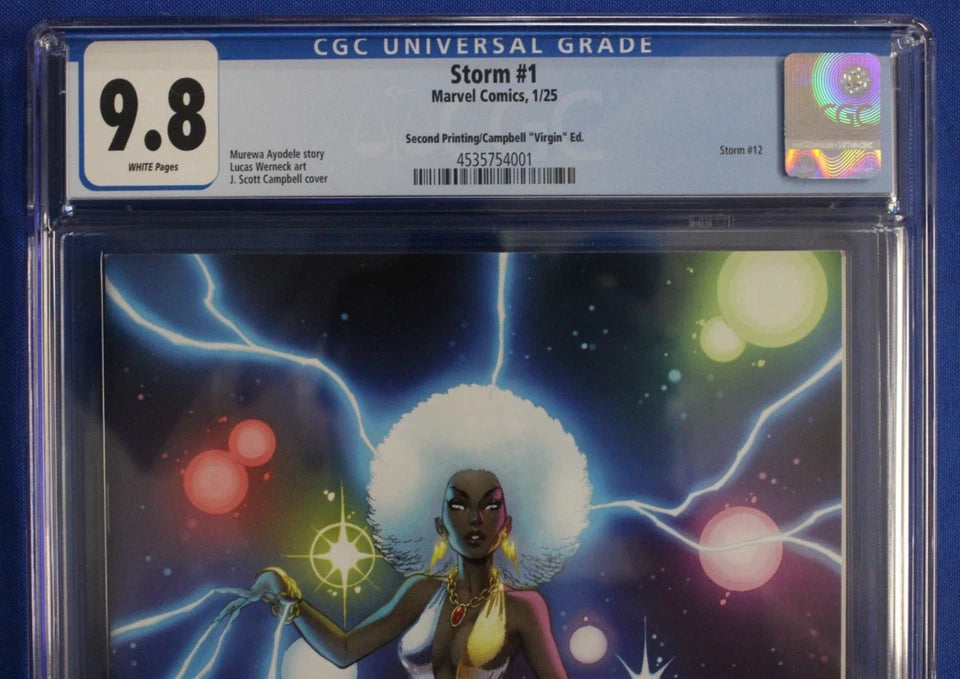 CGC UNIVERSAL GRADE
9.8
WHITE Pages
Storm #1
Marvel Comics, 1/25
Second Printing/Campbell "Virgin" Ed.
4535754001
Murewa Ayodele story
Lucas Werneck art
J. Scott Campbell cover
Storm #12
CGC
CGC